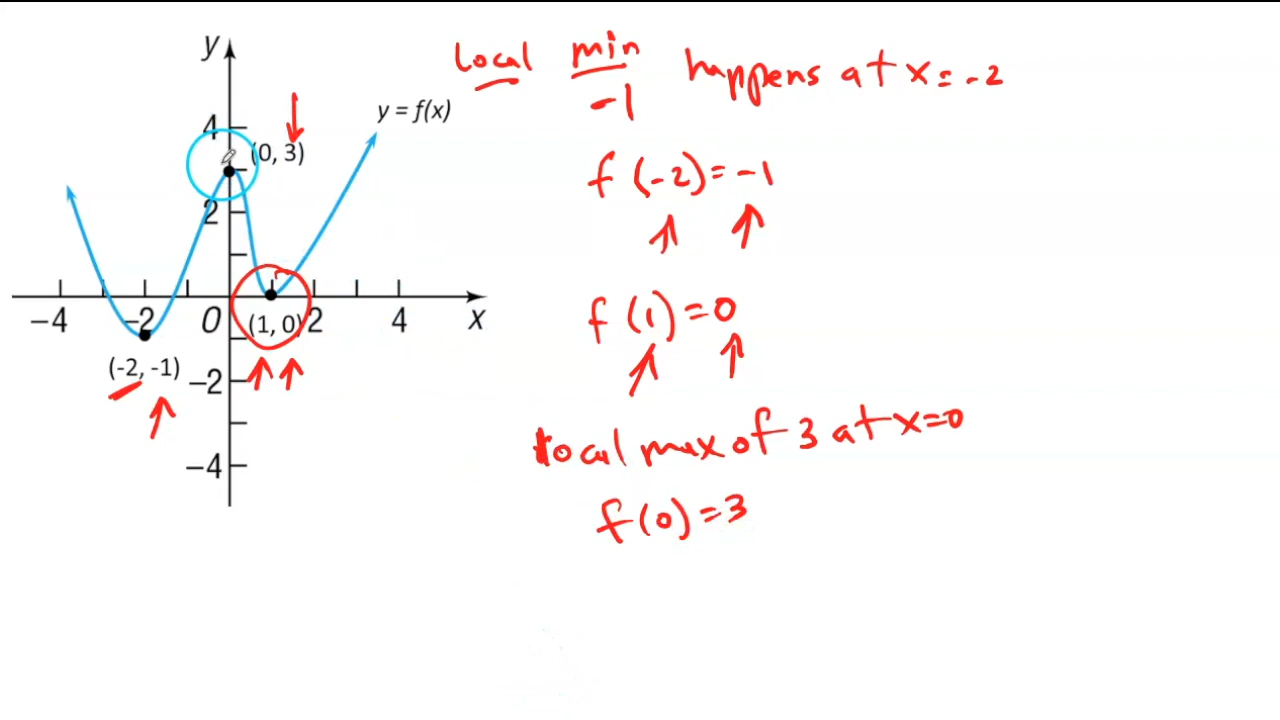 y
local min happens at x = -2
-1
y = f(x)
4
(0, 3)
f (-2) = -1
2
f (1) = 0
-4
-2
0
(1, 0)
2
4
x
(-2, -1)
-2
local max of 3 at x=0
-4
f(0) = 3